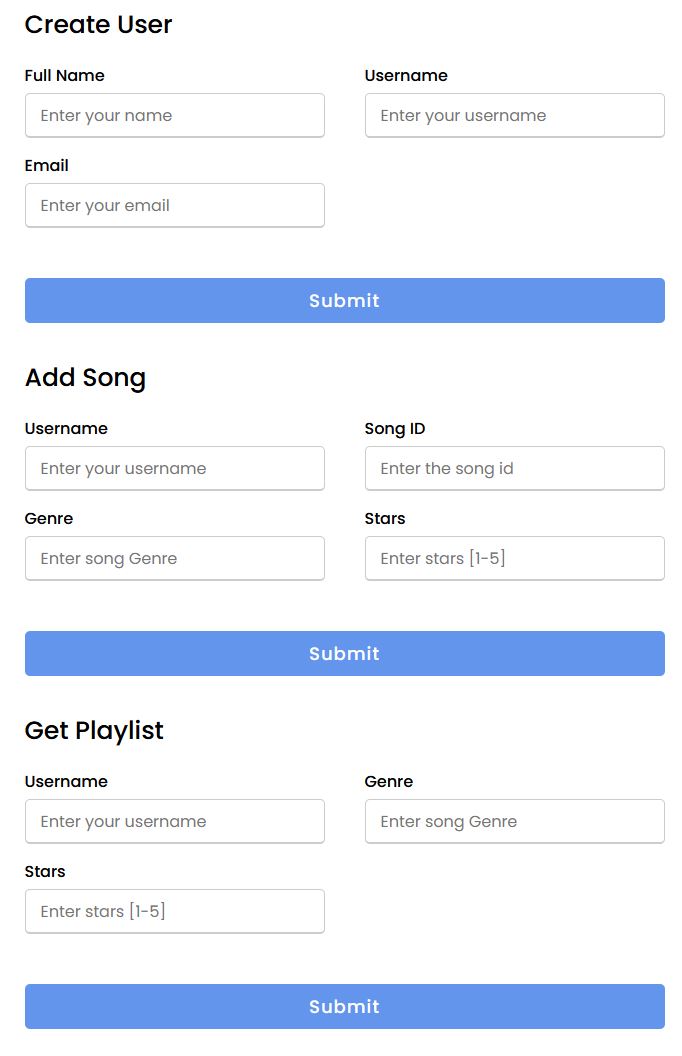 Create User
Full Name Username
Enter your name Enter your username
Email
Enter your email
Submit
Add Song
Username Song ID
Enter your username Enter the song id
Genre Stars
Enter song Genre Enter stars [1-5]
Submit
Get Playlist
Username Genre
Enter your username Enter song Genre
Stars
Enter stars [1-5]
Submit